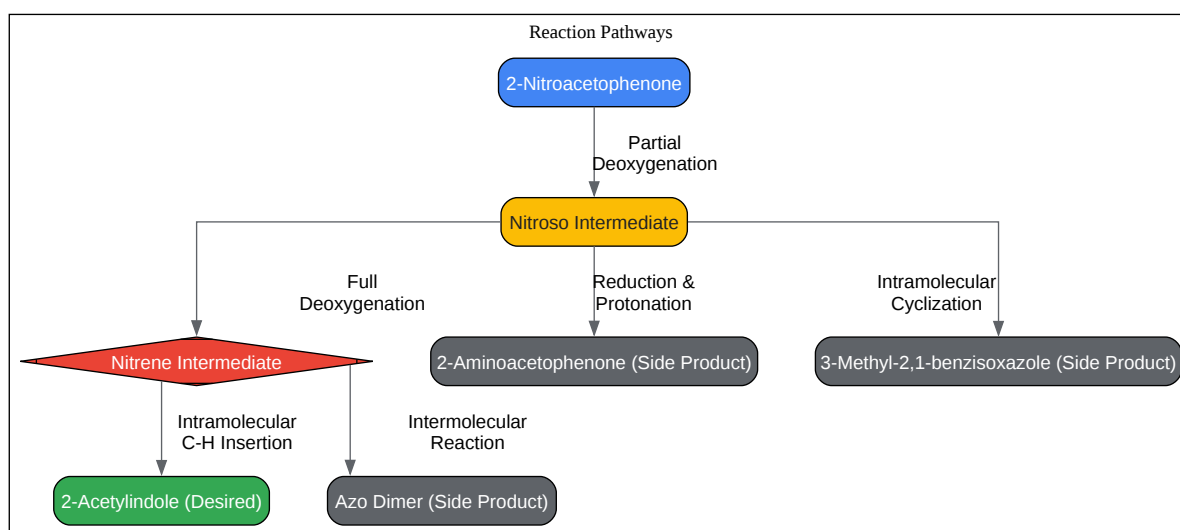 Reaction Pathways
2-Nitroacetophenone
Partial
Deoxygenation
Nitroso Intermediate
Full
Deoxygenation
Reduction &
Protonation
Intramolecular
Cyclization
Nitrene Intermediate
2-Aminoacetophenone (Side Product)
3-Methyl-2,1-benzisoxazole (Side Product)
Intramolecular
C-H Insertion
Intermolecular
Reaction
2-Acetylindole (Desired)
Azo Dimer (Side Product)